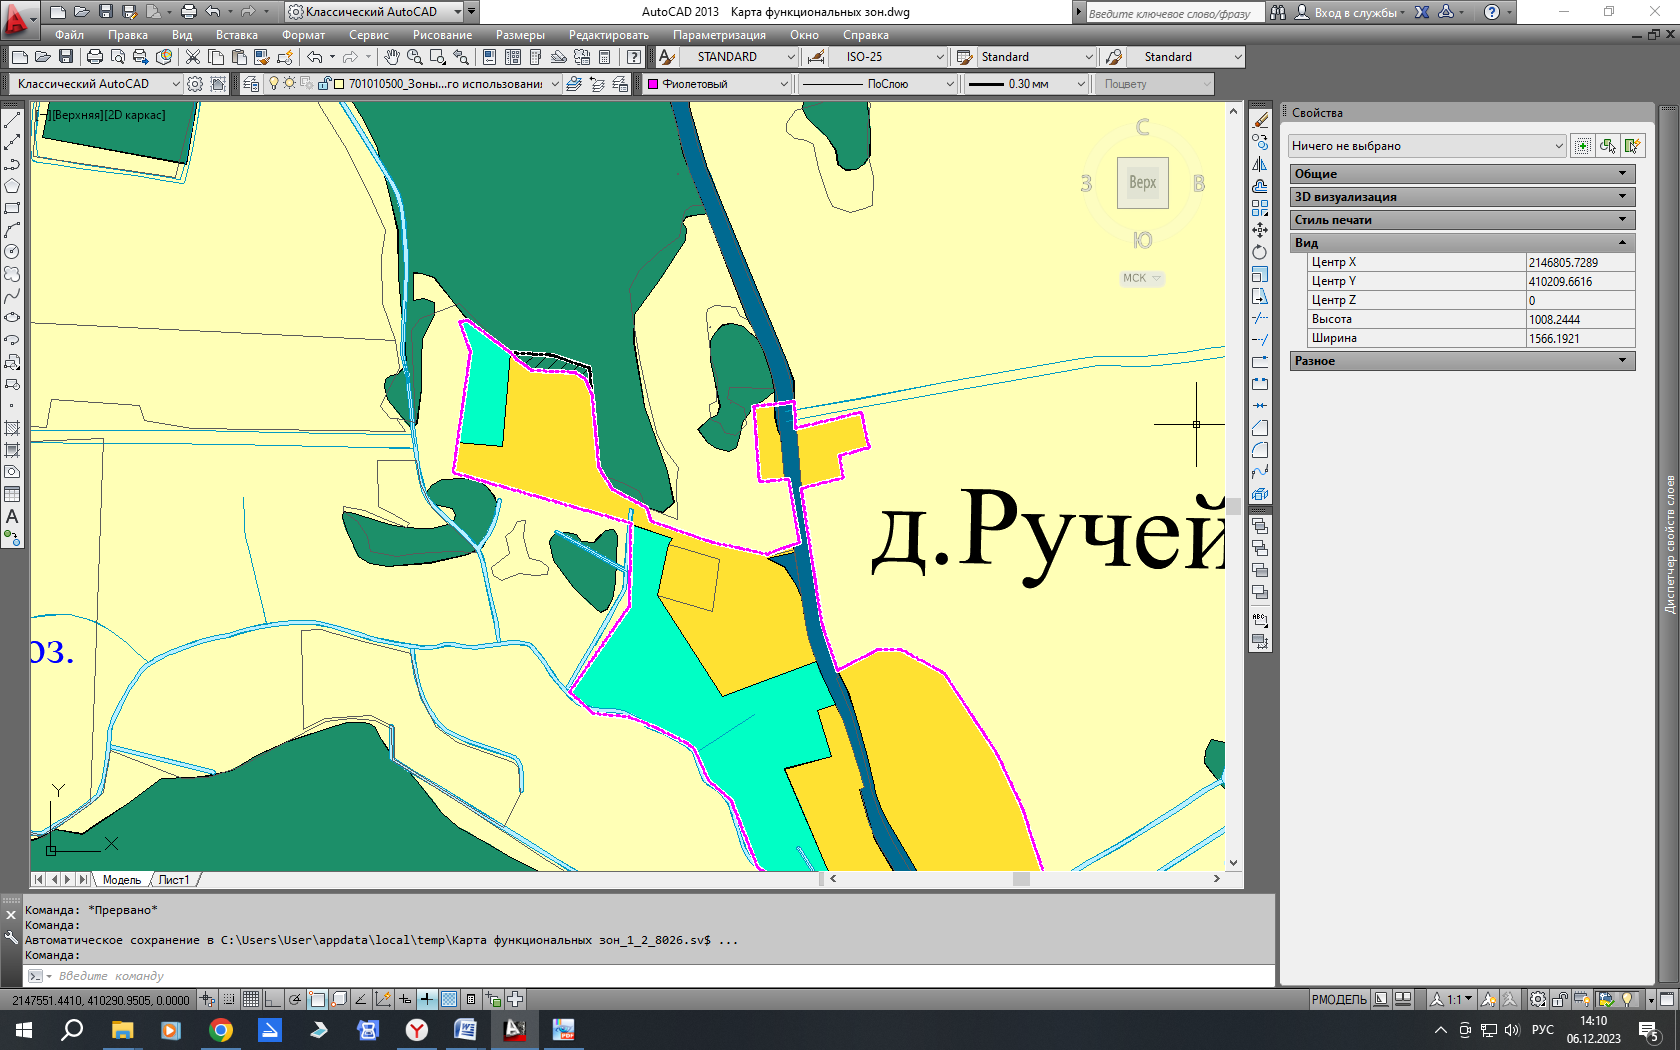 Классический AutoCAD
AutoCAD 2013 Карта функциональных зон.dwg
Введите ключевое слово/фразу
Вход в службы
Файл Правка Вид Вставка Формат Сервис Рисование Размеры Редактировать Параметризация Окно Справка
STANDARD ISO-25 Standard Standard
Классический AutoCAD 701010500_Зоны...го использования Фиолетовый ПоСлою 0.30 мм Поцвету
[–][Верхняя][2D каркас]
С
З Верх В
Ю
МСК
д.Ручей
оз.
Y
X
Модель Лист1
Свойства
Ничего не выбрано
Общие
3D визуализация
Стиль печати
Вид
Центр X 2146805.7289
Центр Y 410209.6616
Центр Z 0
Высота 1008.2444
Ширина 1566.1921
Разное
Диспетчер свойств слоев
Команда: *Прервано*
Команда:
Автоматическое сохранение в C:\Users\User\appdata\local\temp\Карта функциональных зон_1_2_8026.sv$ ...
Команда:
Введите команду
2147551.4410, 410290.9505, 0.0000
РМОДЕЛЬ 1:1
РУС
14:10
06.12.2023
5